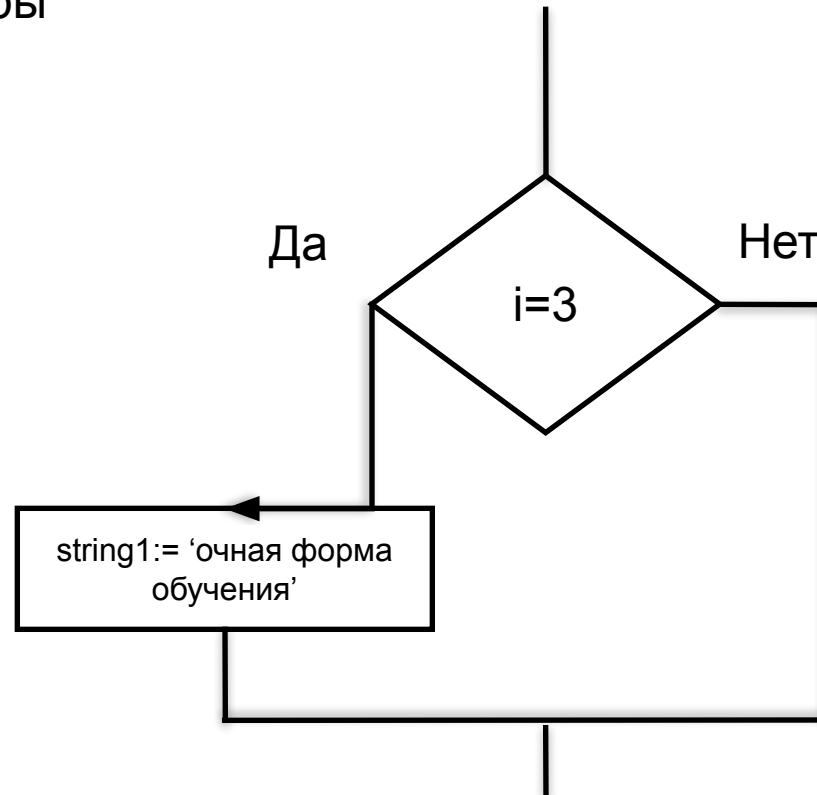 Да
Нет
i=3
string1:= ‘очная форма
обучения’